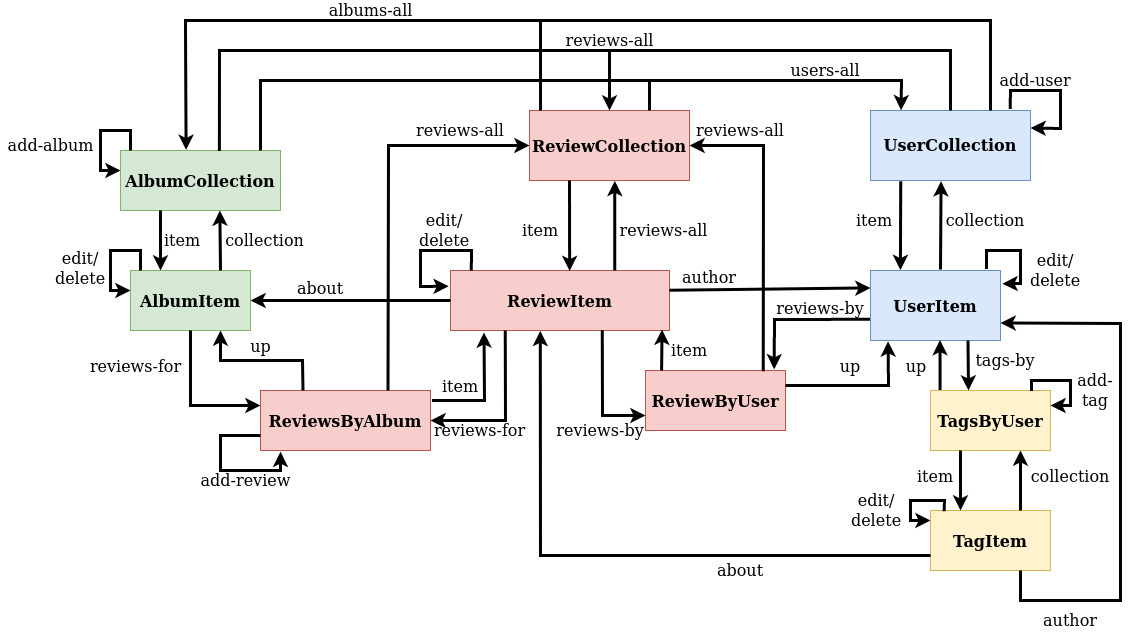 albums-all
reviews-all
users-all
add-user
reviews-all
reviews-all
add-album
ReviewCollection
UserCollection
AlbumCollection
item
collection
edit/
delete
item
reviews-all
item
collection
edit/
delete
edit/
delete
about
author
AlbumItem
ReviewItem
UserItem
reviews-by
reviews-for
up
item
up
up
tags-by
item
add-
tag
ReviewsByAlbum
reviews-for
reviews-by
ReviewByUser
TagsByUser
add-review
item
collection
edit/
delete
TagItem
about
author